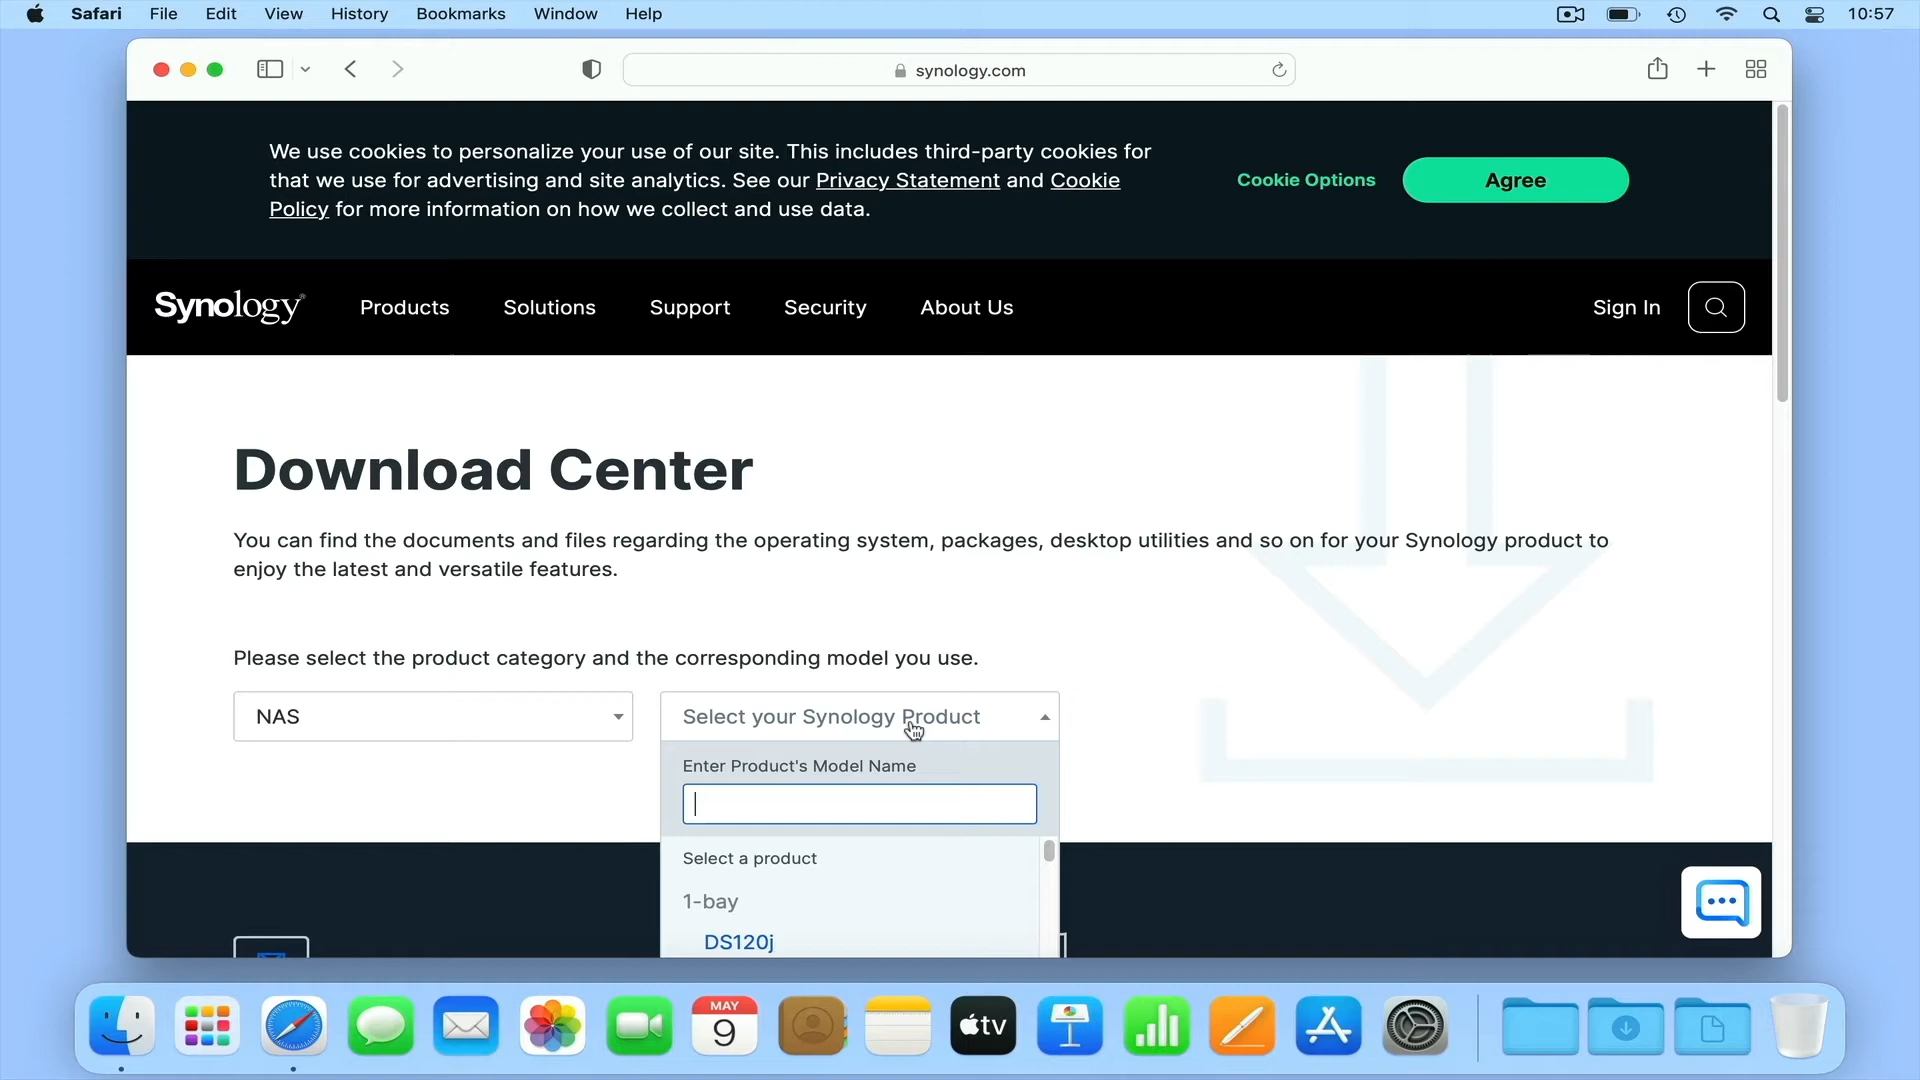 Safari File Edit View History Bookmarks Window Help 10:57
synology.com
We use cookies to personalize your use of our site. This includes third-party cookies for
that we use for advertising and site analytics. See our Privacy Statement and Cookie
Policy for more information on how we collect and use data.
Cookie Options
Agree
Synology
Products Solutions Support Security About Us Sign In
Download Center
You can find the documents and files regarding the operating system, packages, desktop utilities and so on for your Synology product to
enjoy the latest and versatile features.
Please select the product category and the corresponding model you use.
NAS
Select your Synology Product
Enter Product's Model Name
Select a product
1-bay
DS120j
MAY
9
tv